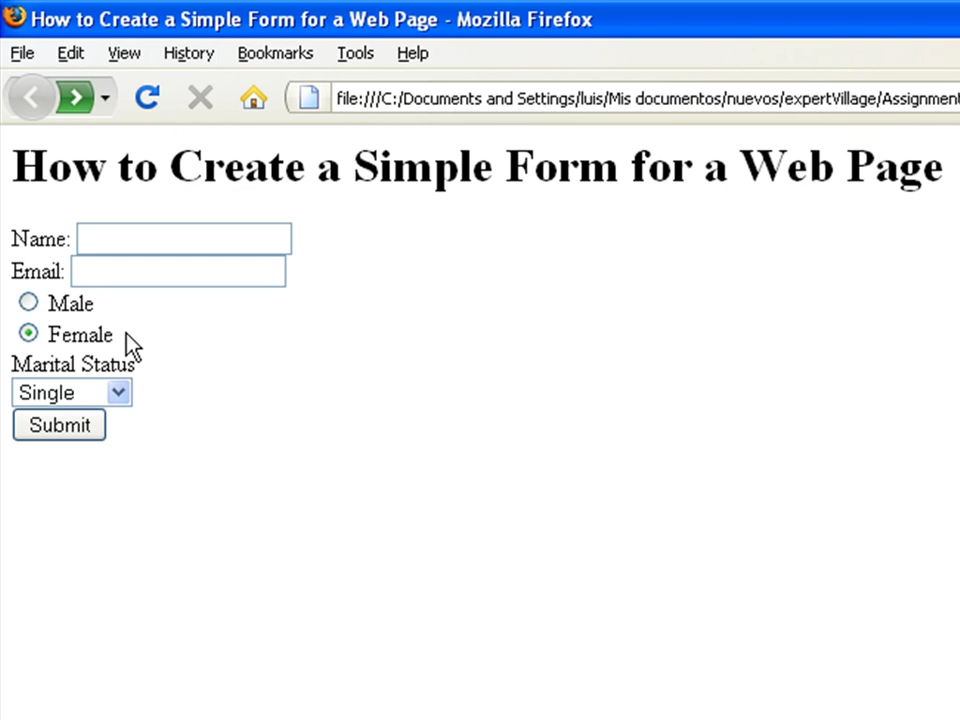 How to Create a Simple Form for a Web Page - Mozilla Firefox
File Edit View History Bookmarks Tools Help
file:///C:/Documents and Settings/luis/Mis documentos/nuevos/expertVillage/Assignment
How to Create a Simple Form for a Web Page
Name:
Email:
Male
Female
Marital Status
Single
Submit